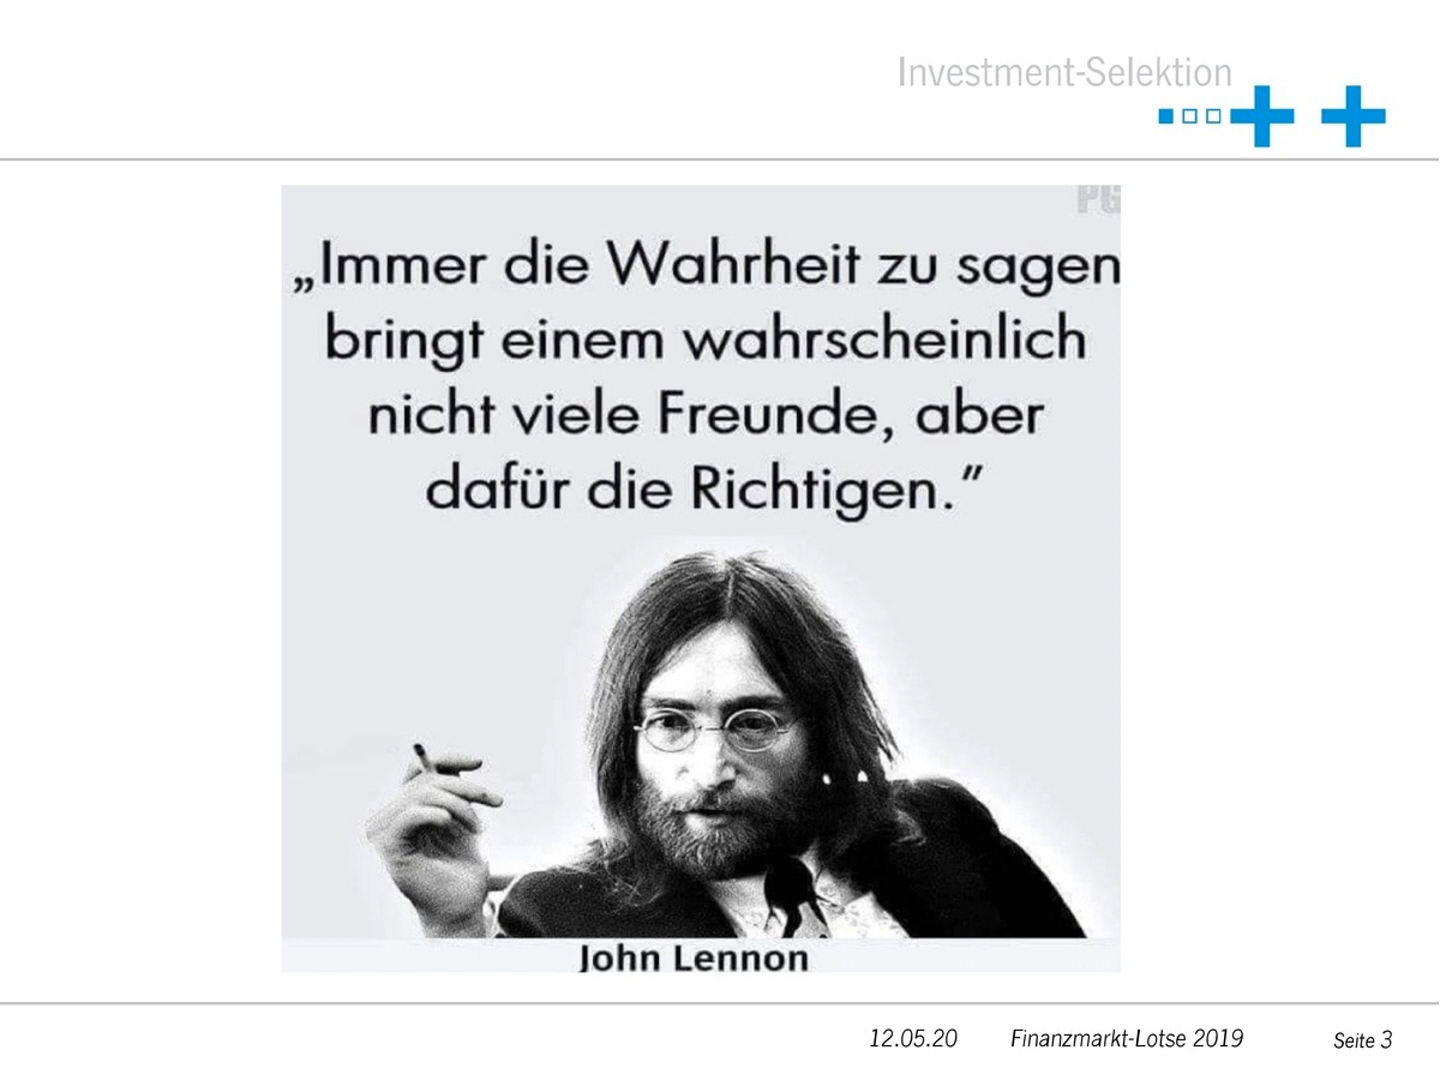 Investment-Selektion
PG
„Immer die Wahrheit zu sagen
bringt einem wahrscheinlich
nicht viele Freunde, aber
dafür die Richtigen.”
John Lennon
12.05.20 Finanzmarkt-Lotse 2019 Seite 3